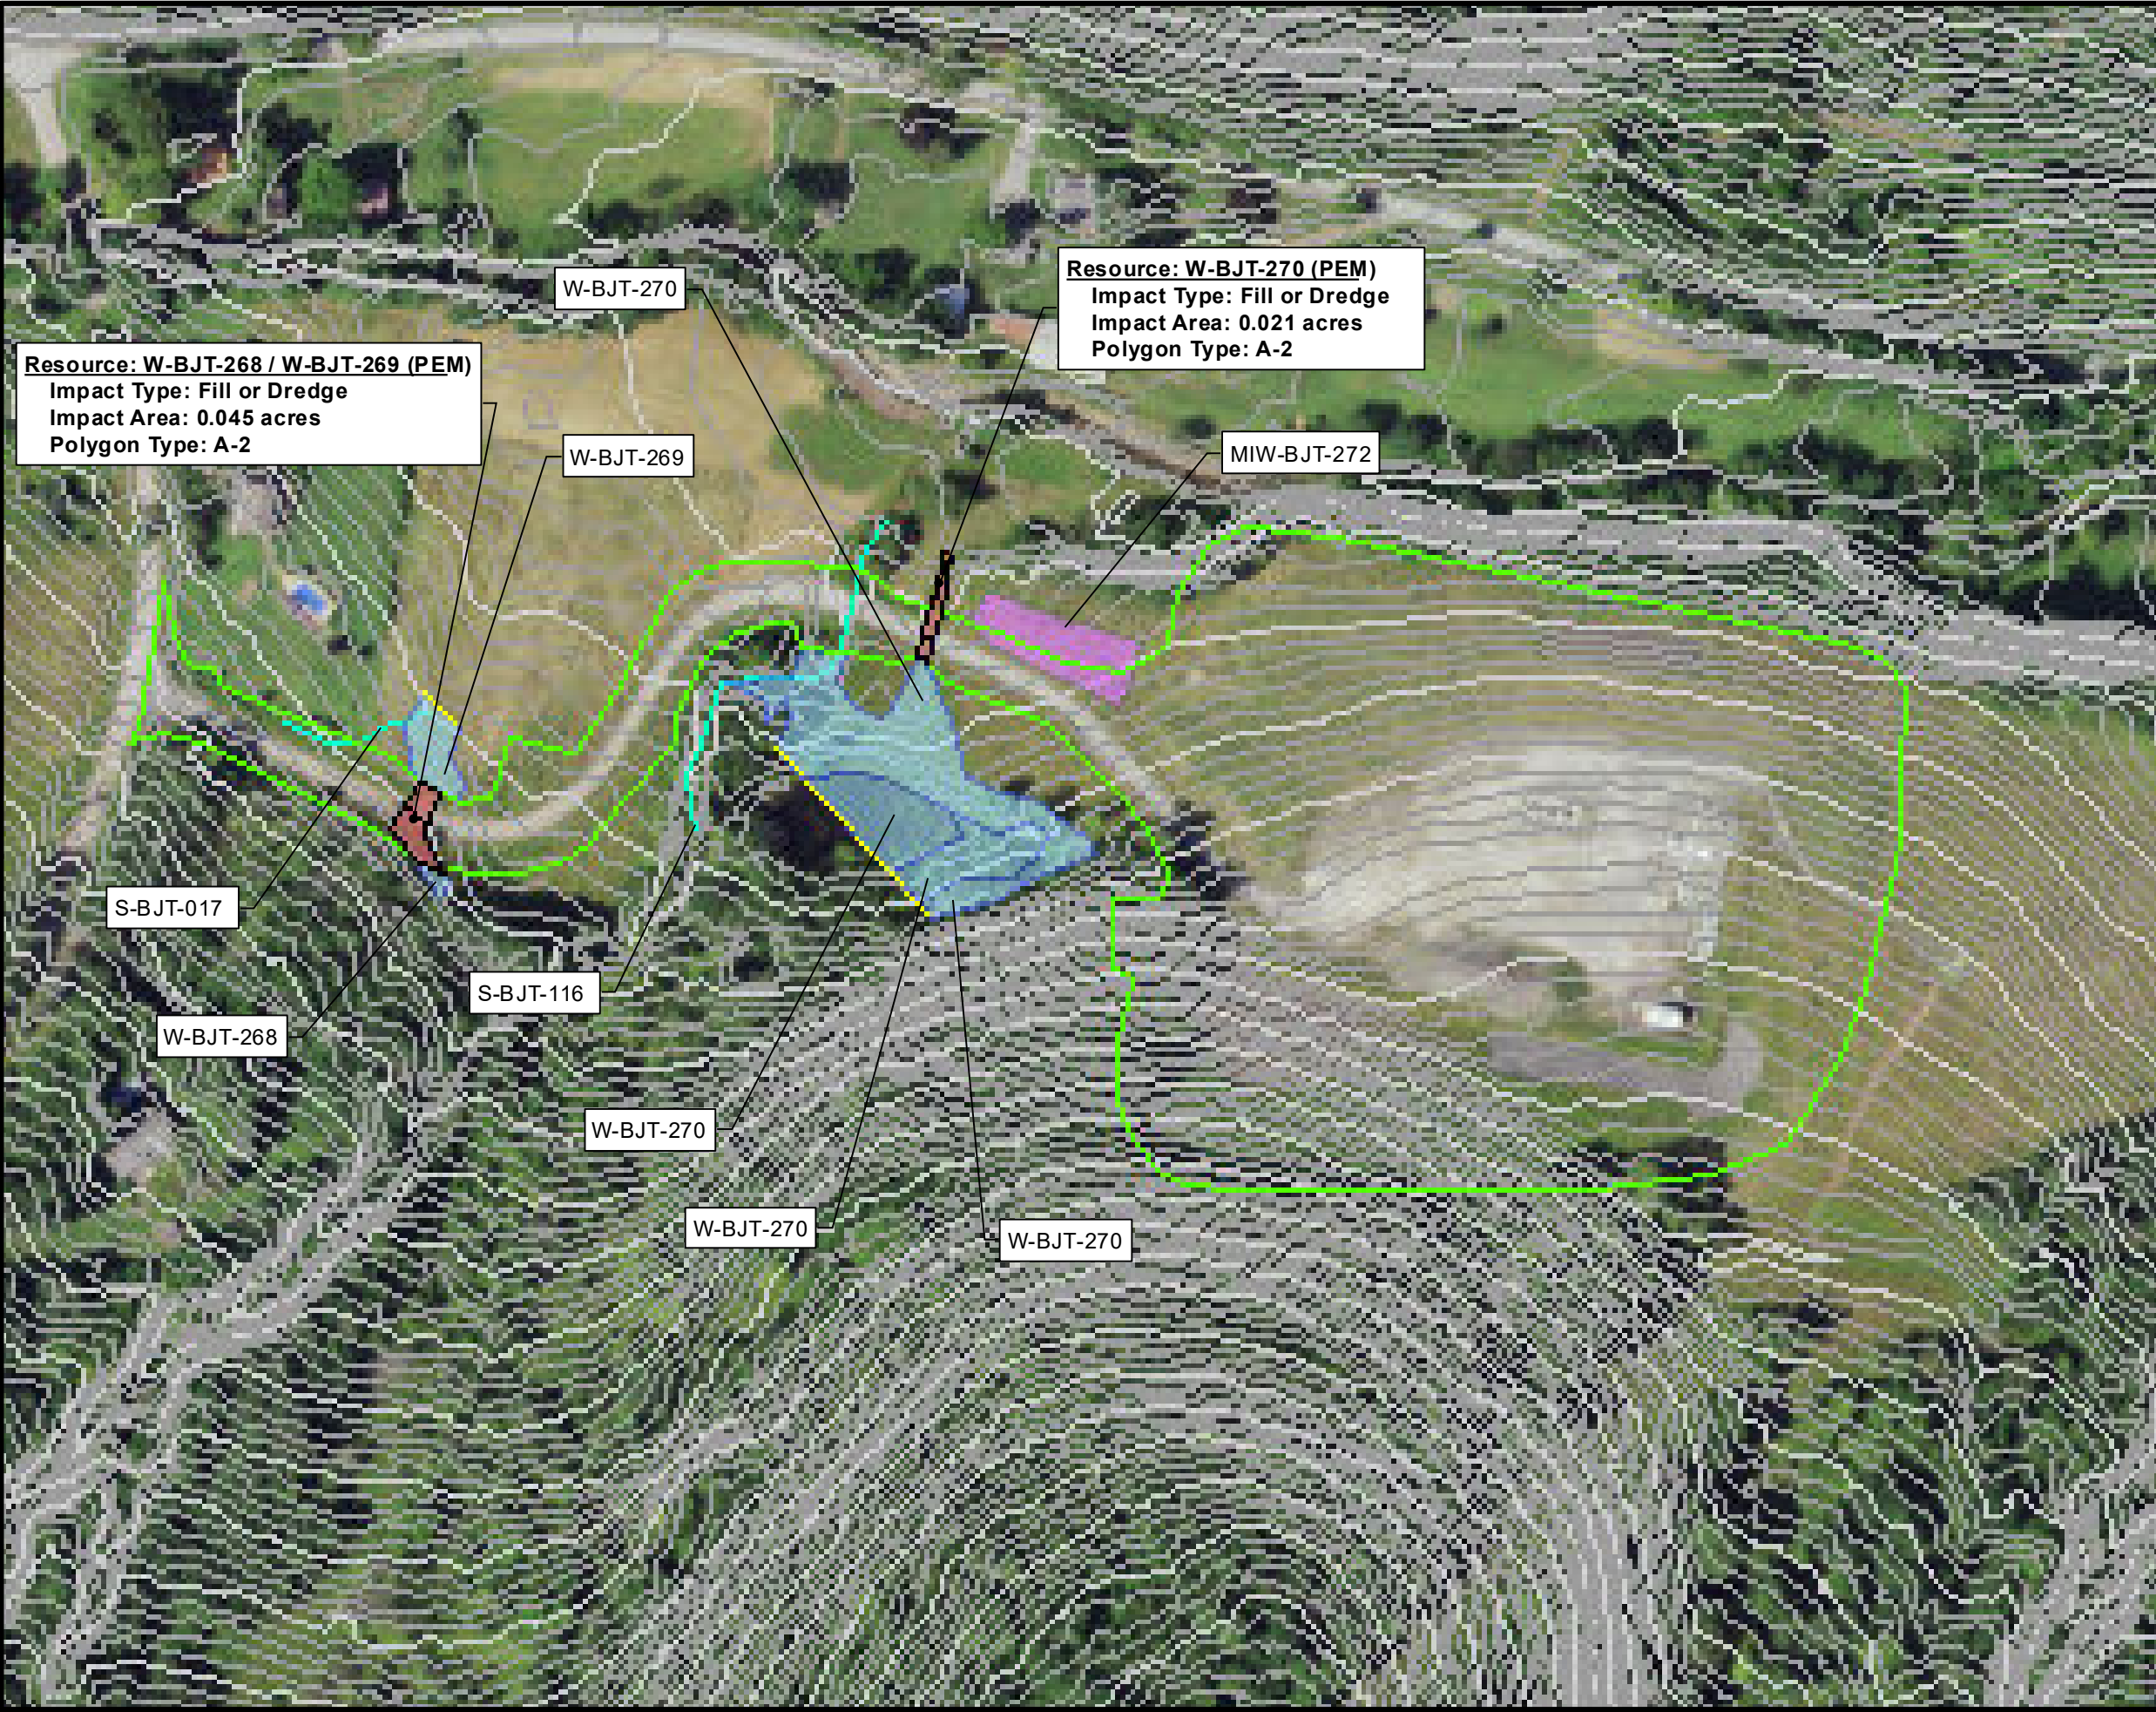 W-BJT-270
Resource: W-BJT-270 (PEM)
Impact Type: Fill or Dredge
Impact Area: 0.021 acres
Polygon Type: A-2
Resource: W-BJT-268 / W-BJT-269 (PEM)
Impact Type: Fill or Dredge
Impact Area: 0.045 acres
Polygon Type: A-2
W-BJT-269
MIW-BJT-272
S-BJT-017
S-BJT-116
W-BJT-268
W-BJT-270
W-BJT-270
W-BJT-270